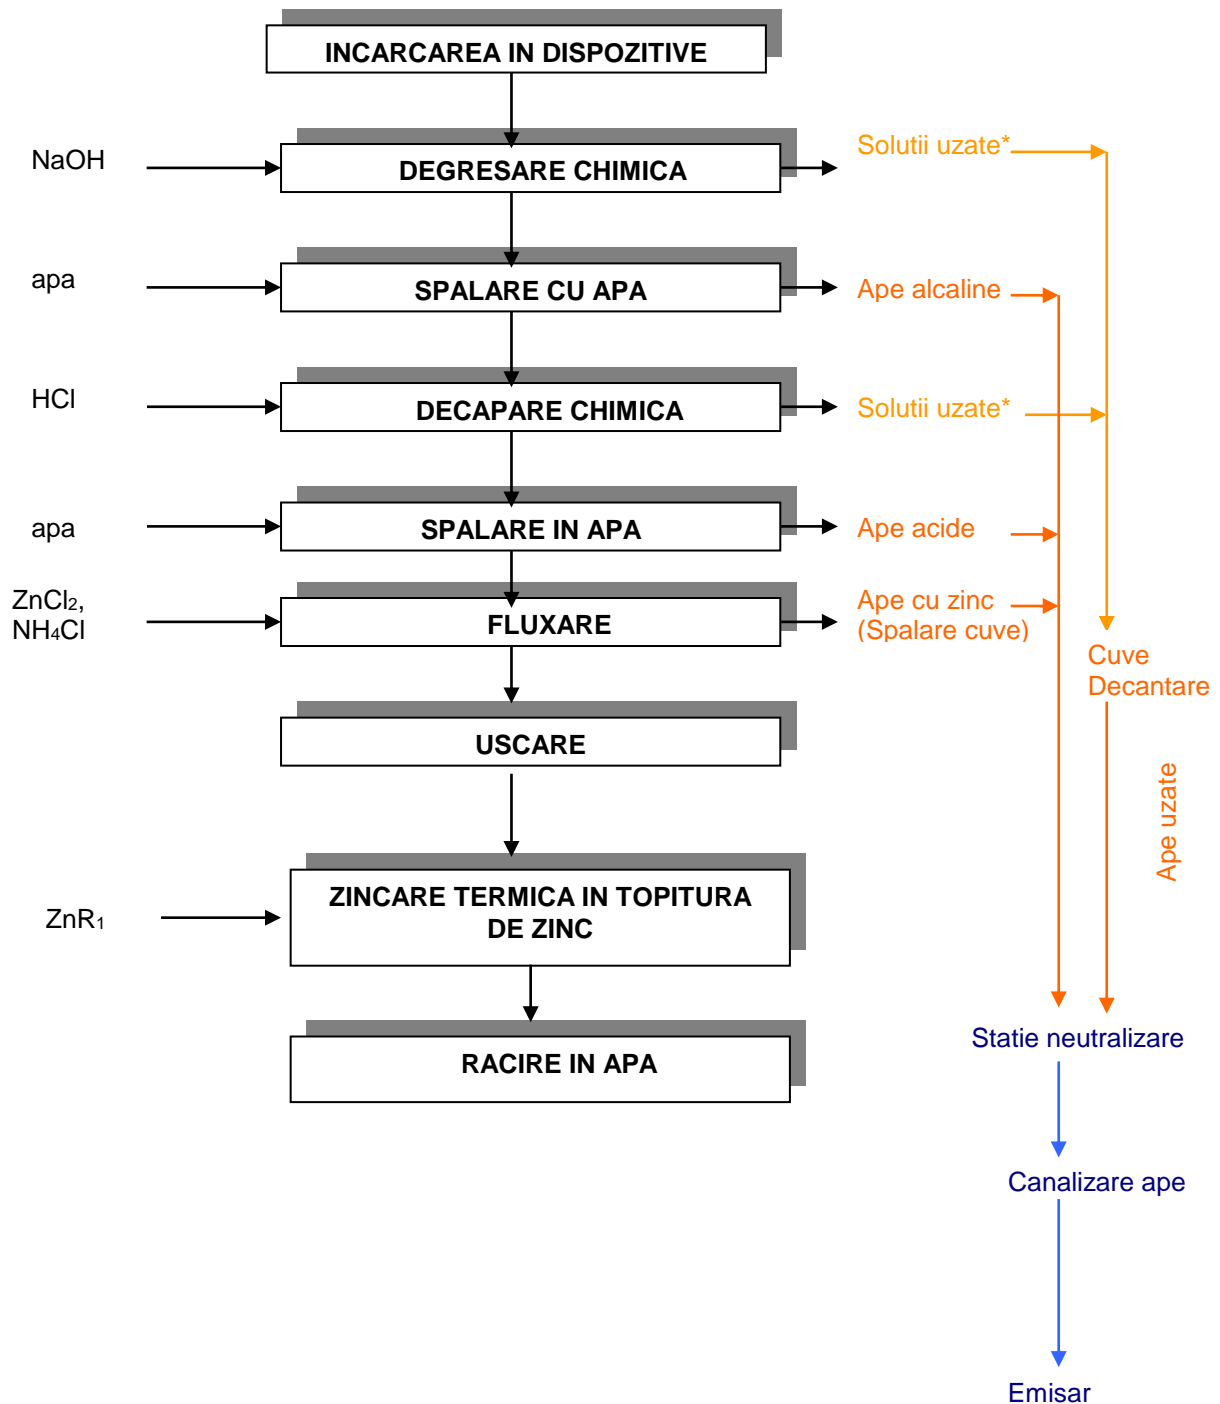 INCARCAREA IN DISPOZITIVE
NaOH
DEGRESARE CHIMICA
Solutii uzate*
apa
SPALARE CU APA
Ape alcaline
HCl
DECAPARE CHIMICA
Solutii uzate*
apa
SPALARE IN APA
Ape acide
ZnCl₂,
NH₄Cl
FLUXARE
Ape cu zinc
(Spalare cuve)
Cuve
Decantare
USCARE
Ape uzate
ZnR₁
ZINCARE TERMICA IN TOPITURA
DE ZINC
RACIRE IN APA
Statie neutralizare
Canalizare ape
Emisar